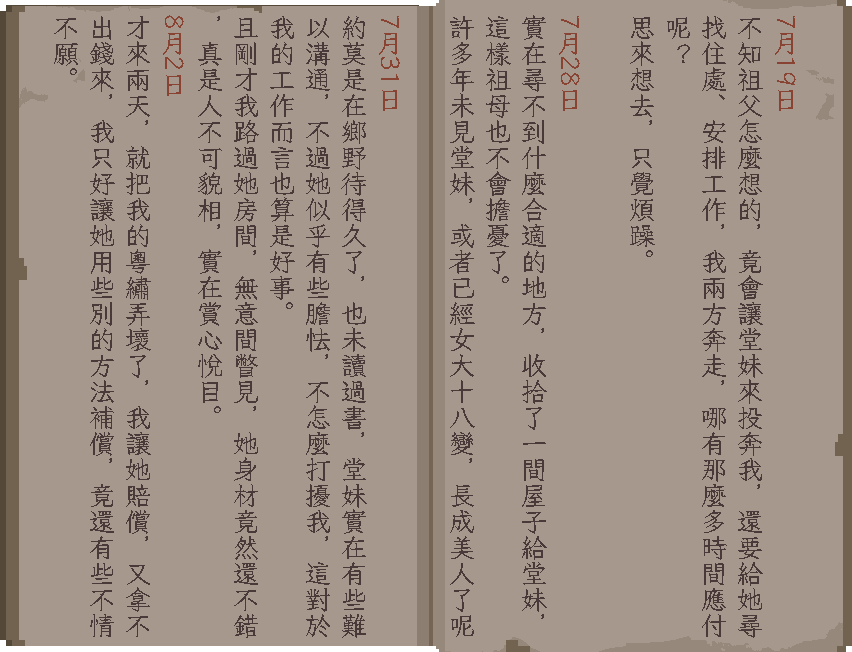 7月19日
不知祖父怎麼想的，竟會讓堂妹來投奔我，還要給她尋
找住處、安排工作，我兩方奔走，哪有那麼多時間應付
呢？
思來想去，只覺煩躁。
7月28日
實在尋不到什麼合適的地方，收拾了一間屋子給堂妹，
這樣祖母也不會擔憂了。
許多年未見堂妹，或者已經女大十八變，長成美人了呢
7月31日
約莫是在鄉野待得久了，也未讀過書，堂妹實在有些難
以溝通，不過她似乎有些膽怯，不怎麼打擾我，這對於
我的工作而言也算是好事。
且剛才我路過她房間，無意間瞥見，她身材竟然還不錯
，真是人不可貌相，實在賞心悅目。
8月2日
才來兩天，就把我的粵繡弄壞了，我讓她賠償，又拿不
出錢來，我只好讓她用些別的方法補償，竟還有些不情
不願。